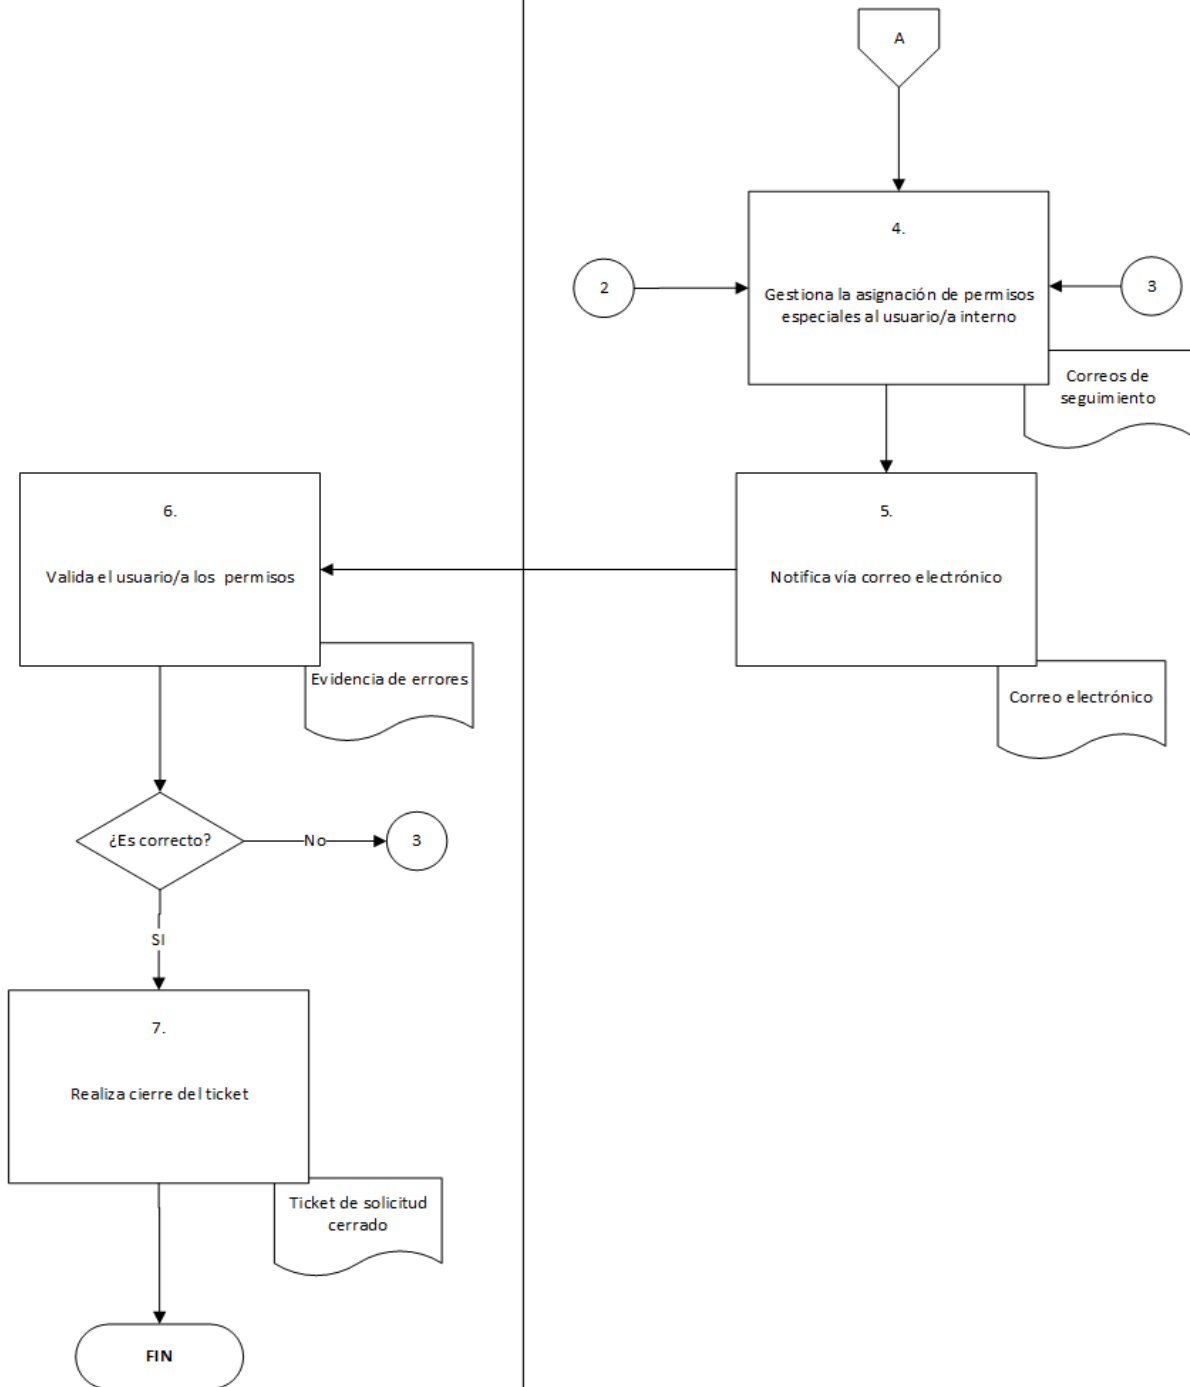 A
4.
2
Gestiona la asignación de permisos
especiales al usuario/a interno
3
Correos de
seguimiento
5.
Notifica vía correo electrónico
Correo electrónico
6.
Valida el usuario/a los permisos
Evidencia de errores
¿Es correcto?
No
3
SI
7.
Realiza cierre del ticket
Ticket de solicitud
cerrado
FIN